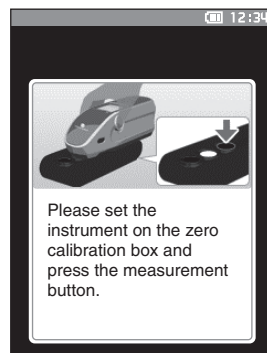 12:34
Please set the
instrument on the zero
calibration box and
press the measurement
button.